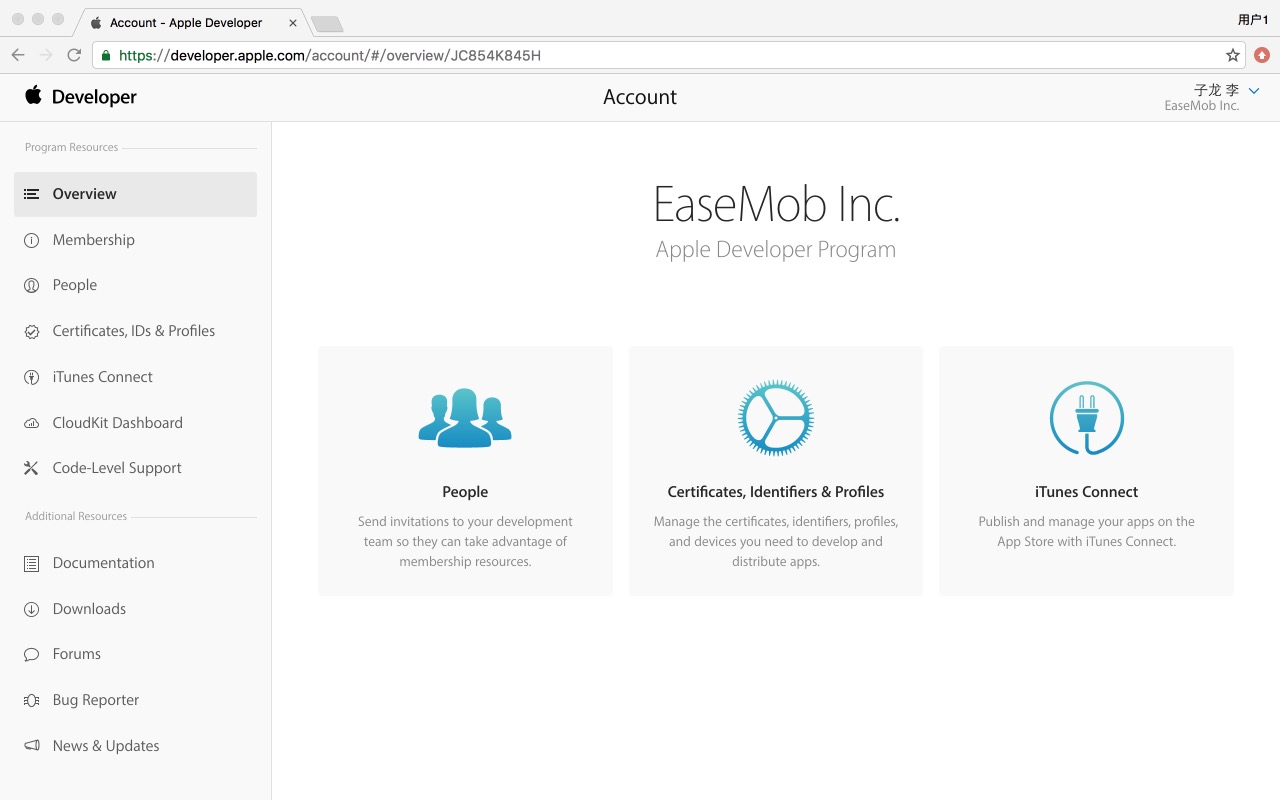 Account - Apple Developer
用户1
https://developer.apple.com/account/#/overview/JC854K845H
Developer
Account
子龙 李
EaseMob Inc.
Program Resources
Overview
Membership
People
Certificates, IDs & Profiles
iTunes Connect
CloudKit Dashboard
Code-Level Support
Additional Resources
Documentation
Downloads
Forums
Bug Reporter
News & Updates
EaseMob Inc.
Apple Developer Program
People
Send invitations to your development
team so they can take advantage of
membership resources.
Certificates, Identifiers & Profiles
Manage the certificates, identifiers, profiles,
and devices you need to develop and
distribute apps.
iTunes Connect
Publish and manage your apps on the
App Store with iTunes Connect.